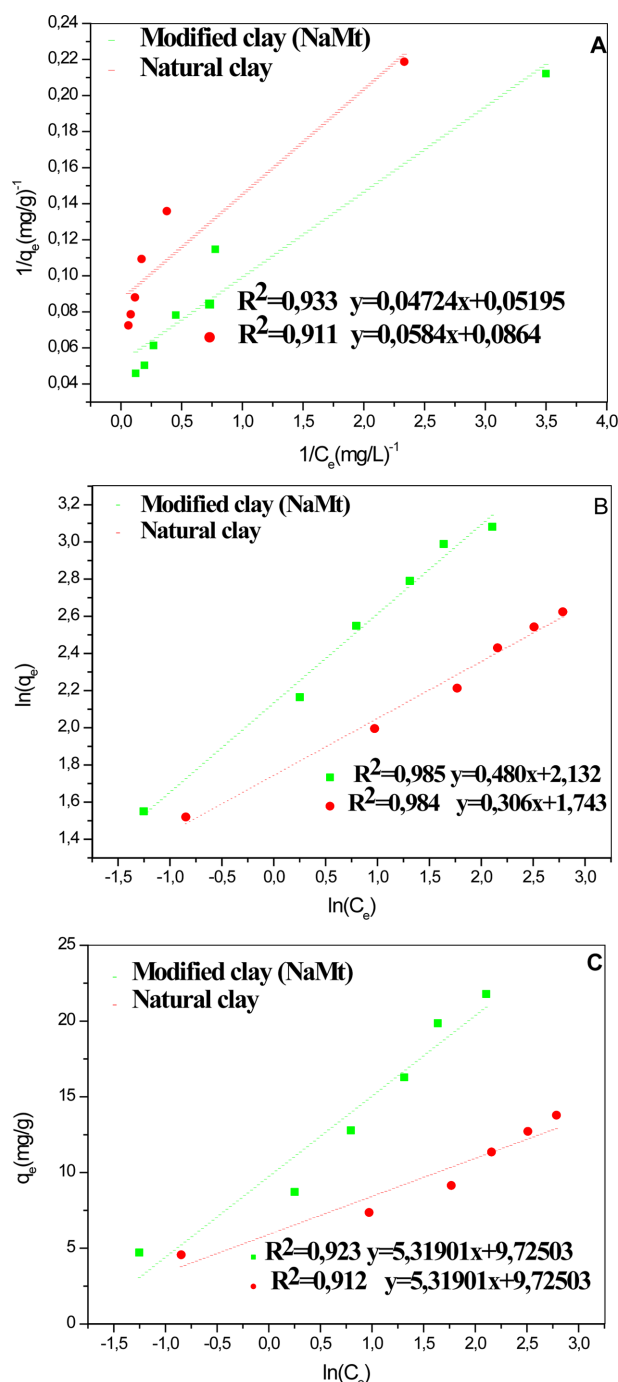 0,24
0,22
0,20
0,18
0,16
0,14
0,12
0,10
0,08
0,06
0,04
1/qe(mg/g)-1
Modified clay (NaMt)
Natural clay
A
R2=0,933 y=0,04724x+0,05195
R2=0,911 y=0,0584x+0,0864
0,0 0,5 1,0 1,5 2,0 2,5 3,0 3,5 4,0
1/Ce(mg/L)-1
3,2
3,0
2,8
2,6
2,4
2,2
2,0
1,8
1,6
1,4
ln(qe)
Modified clay (NaMt)
Natural clay
B
R2=0,985 y=0,480x+2,132
R2=0,984 y=0,306x+1,743
-1,5 -1,0 -0,5 0,0 0,5 1,0 1,5 2,0 2,5 3,0
ln(Ce)
25
20
15
10
5
0
qe(mg/g)
Modified clay (NaMt)
Natural clay
C
R2=0,923 y=5,31901x+9,72503
R2=0,912 y=5,31901x+9,72503
-1,5 -1,0 -0,5 0,0 0,5 1,0 1,5 2,0 2,5 3,0
ln(Ce)